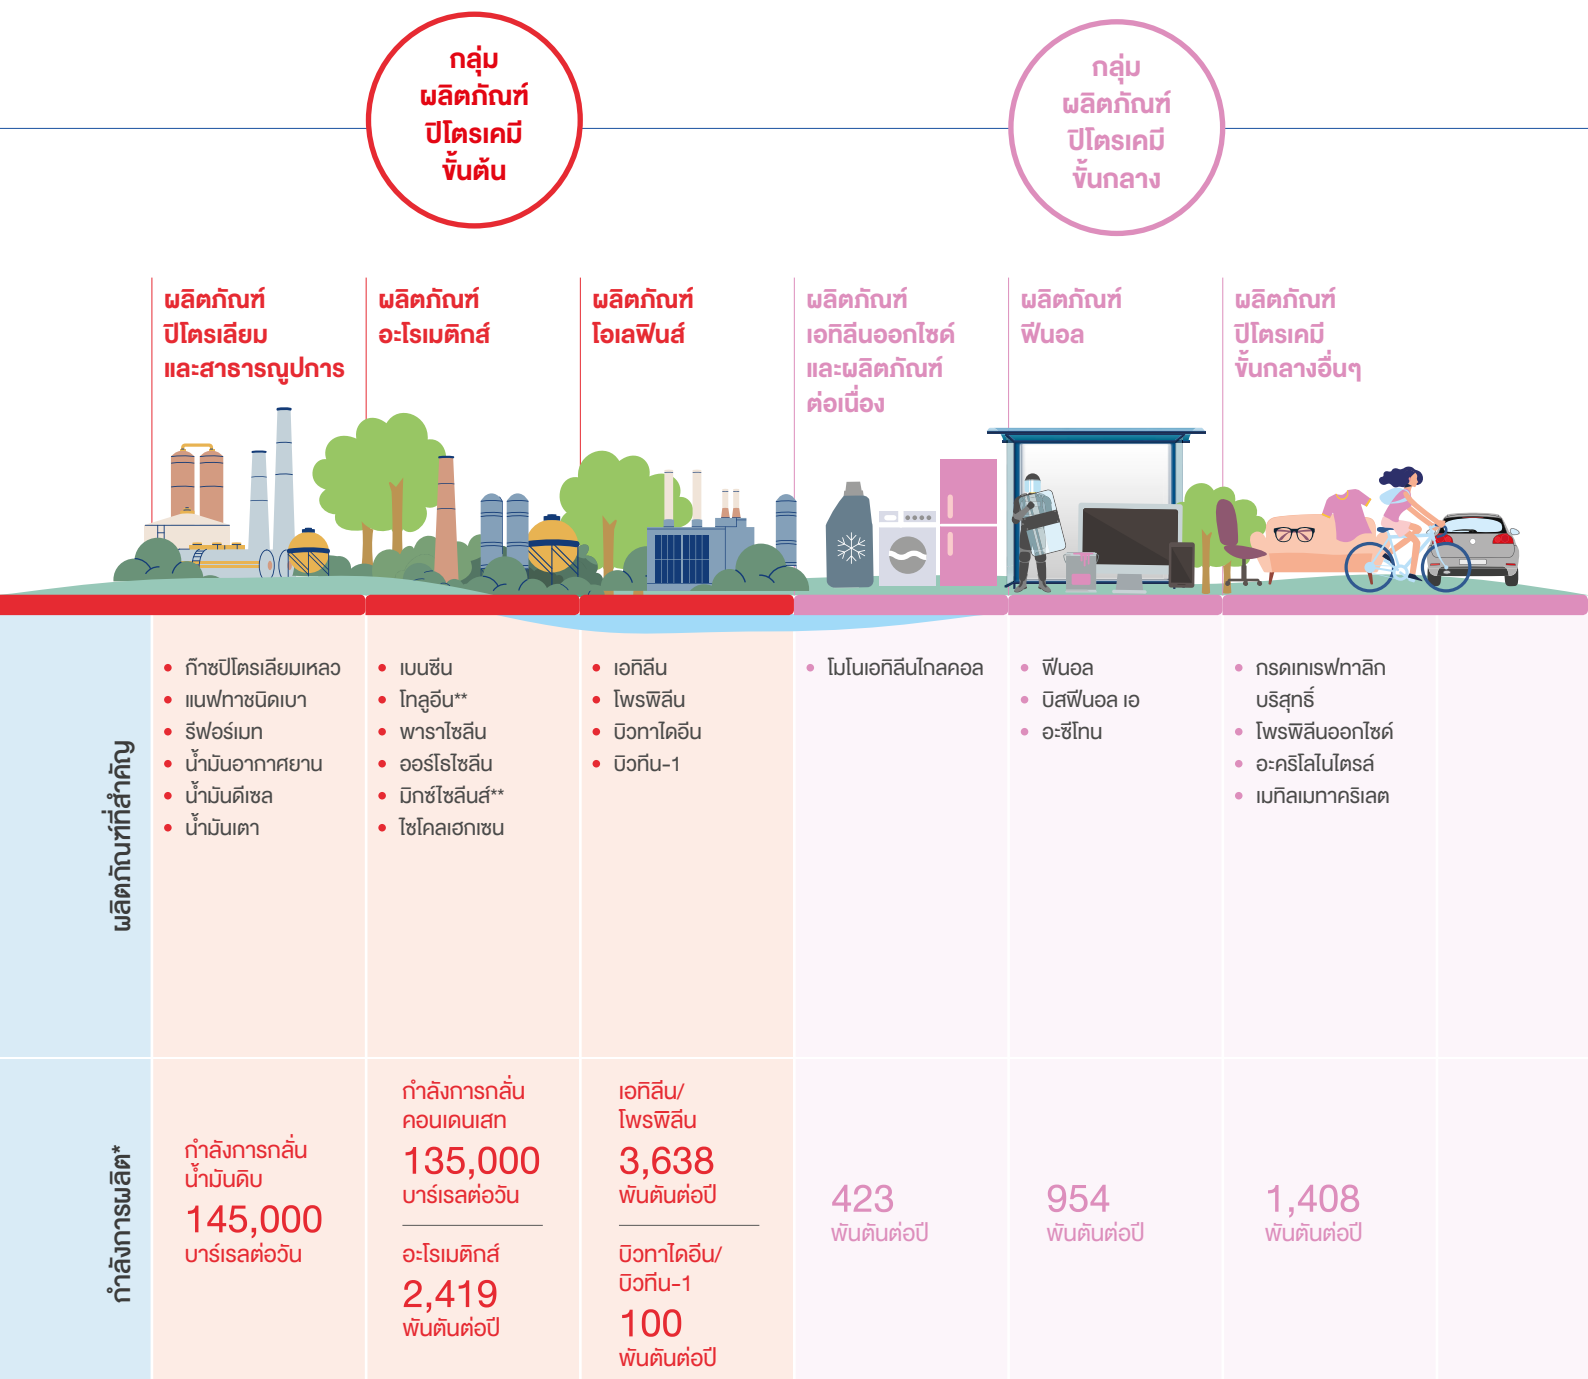 กลุ่ม
ผลิตภัณฑ์
ปิโตรเคมี
ขั้นต้น
กลุ่ม
ผลิตภัณฑ์
ปิโตรเคมี
ขั้นกลาง
ผลิตภัณฑ์
ปิโตรเลียม
และสาธารณูปการ
ผลิตภัณฑ์
อะโรเมติกส์
ผลิตภัณฑ์
โอเลฟินส์
ผลิตภัณฑ์
เอทิลีนออกไซด์
และผลิตภัณฑ์
ต่อเนื่อง
ผลิตภัณฑ์
ฟีนอล
ผลิตภัณฑ์
ปิโตรเคมี
ขั้นกลางอื่นๆ
ผลิตภัณฑ์ที่สำคัญ
• ก๊าซปิโตรเลียมเหลว
• แนฟทาชนิดเบา
• รีฟอร์เมท
• น้ำมันอากาศยาน
• น้ำมันดีเซล
• น้ำมันเตา
• เบนซีน
• โทลูอีน**
• พาราไซลีน
• ออร์โธไซลีน
• มิกซ์ไซลีนส์**
• ไซโคลเฮกเซน
• เอทิลีน
• โพรพิลีน
• บิวทาไดอีน
• บิวทีน-1
• โมโนเอทิลีนไกลคอล
• ฟีนอล
• บิสฟีนอล เอ
• อะซีโทน
• กรดเทเรฟทาลิก
บริสุทธิ์
• โพรพิลีนออกไซด์
• อะคริโลไนไตรล์
• เมทิลเมทาคริเลต
กำลังการผลิต*
กำลังการกลั่น
น้ำมันดิบ
145,000
บาร์เรลต่อวัน
กำลังการกลั่น
คอนเดนเสท
135,000
บาร์เรลต่อวัน
อะโรเมติกส์
2,419
พันตันต่อปี
เอทิลีน/
โพรพิลีน
3,638
พันตันต่อปี
บิวทาไดอีน/
บิวทีน-1
100
พันตันต่อปี
423
พันตันต่อปี
954
พันตันต่อปี
1,408
พันตันต่อปี